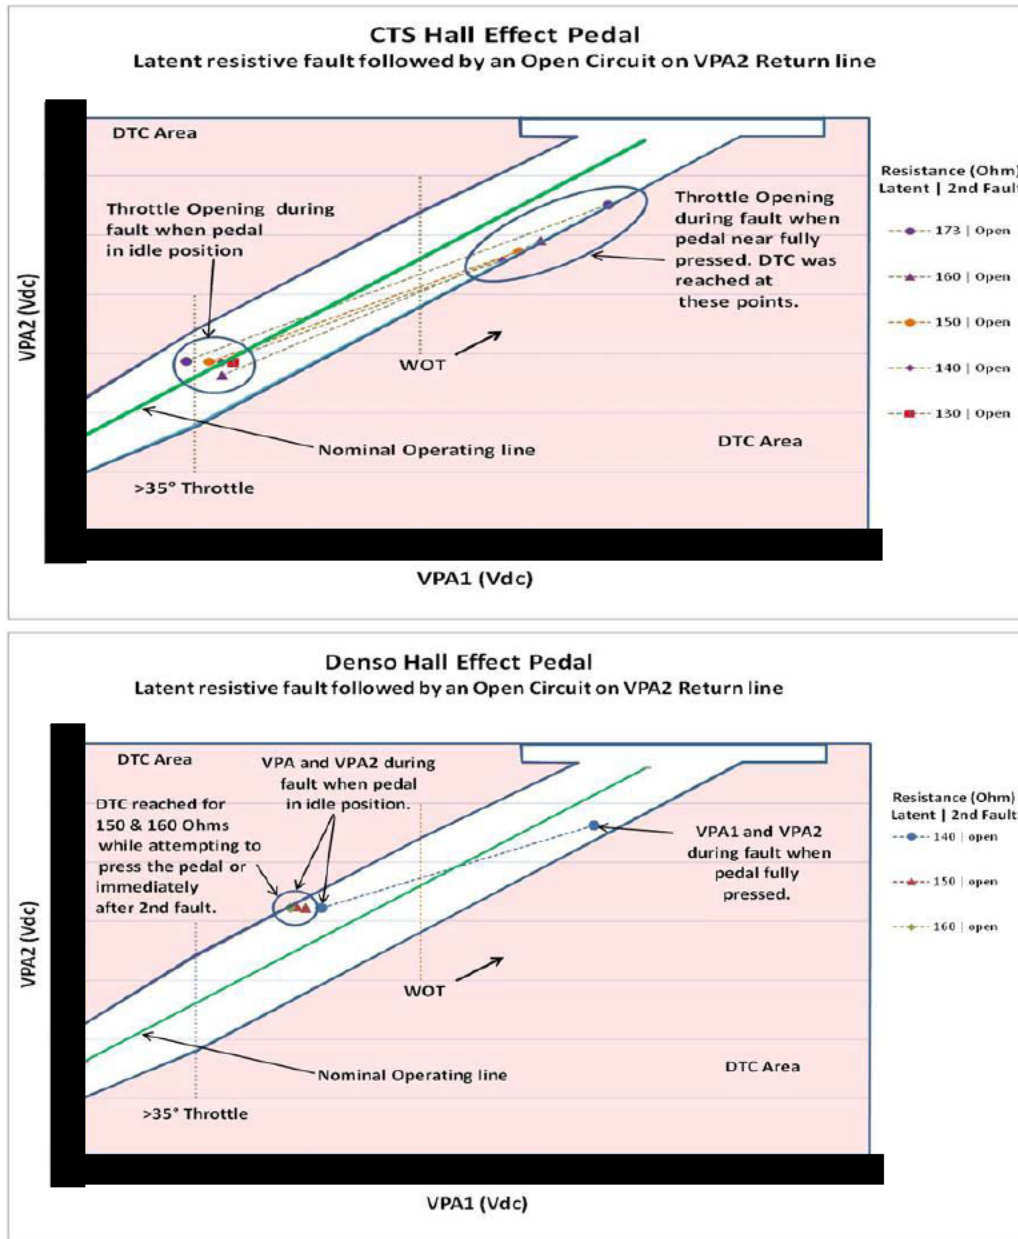 CTS Hall Effect Pedal
Latent resistive fault followed by an Open Circuit on VPA2 Return line
DTC Area
Throttle Opening during
fault when pedal
in idle position
Throttle Opening
during fault when
pedal near fully
pressed. DTC was
reached at
these points.
Resistance (Ohm)
Latent | 2nd Fault
173 | Open
160 | Open
150 | Open
140 | Open
130 | Open
VPA2 (Vdc)
WOT
Nominal Operating line
DTC Area
>35° Throttle
VPA1 (Vdc)
Denso Hall Effect Pedal
Latent resistive fault followed by an Open Circuit on VPA2 Return line
DTC Area
VPA and VPA2 during
fault when pedal
in idle position.
DTC reached for
150 & 160 Ohms
while attempting to
press the pedal or
immediately
after 2nd fault.
VPA1 and VPA2
during fault when
pedal fully
pressed.
Resistance (Ohm)
Latent | 2nd Fault
140 | open
150 | open
160 | open
VPA2 (Vdc)
WOT
Nominal Operating line
DTC Area
>35° Throttle
VPA1 (Vdc)